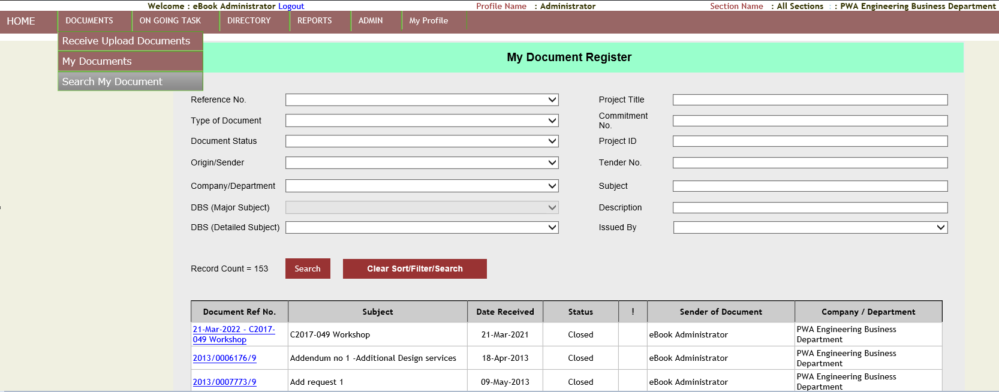 Welcome : eBook Administrator Logout Profile Name : Administrator Section Name : All Sections : : PWA Engineering Business Department
HOME DOCUMENTS ON GOING TASK DIRECTORY REPORTS ADMIN My Profile
Receive Upload Documents
My Documents
Search My Document
My Document Register
Reference No. Project Title
Type of Document Commitment No.
Document Status Project ID
Origin/Sender Tender No.
Company/Department Subject
DBS (Major Subject) Description
DBS (Detailed Subject) Issued By
Record Count = 153 Search Clear Sort/Filter/Search
Document Ref No. Subject Date Received Status ! Sender of Document Company / Department
21-Mar-2022 - C2017-049 Workshop C2017-049 Workshop 21-Mar-2021 Closed eBook Administrator PWA Engineering Business Department
2013/0006176/9 Addendum no 1 -Additional Design services 18-Apr-2013 Closed eBook Administrator PWA Engineering Business Department
2013/0007773/9 Add request 1 09-May-2013 Closed eBook Administrator PWA Engineering Business Department